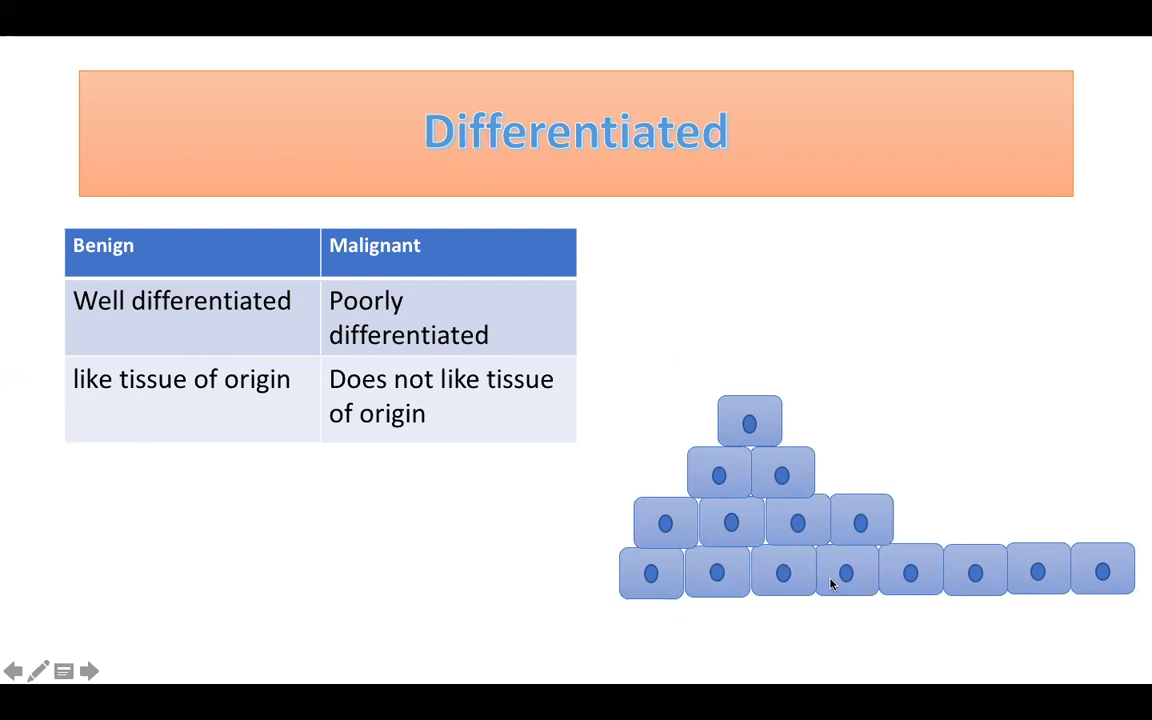 Differentiated
Benign
Malignant
Well differentiated
Poorly
differentiated
like tissue of origin
Does not like tissue
of origin